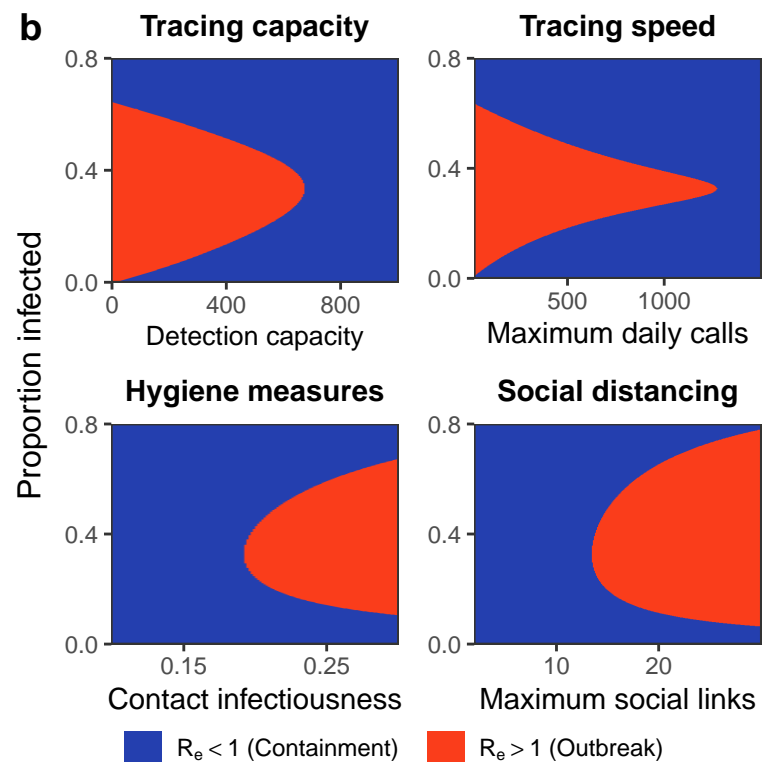 b
Tracing capacity
Tracing speed
Proportion infected
0.8
0.4
0.0
0
400
800
Detection capacity
0.8
0.4
0.0
500
1000
Maximum daily calls
Hygiene measures
Social distancing
0.8
0.4
0.0
0.15
0.25
Contact infectiousness
0.8
0.4
0.0
10
20
Maximum social links
Re < 1 (Containment)
Re > 1 (Outbreak)